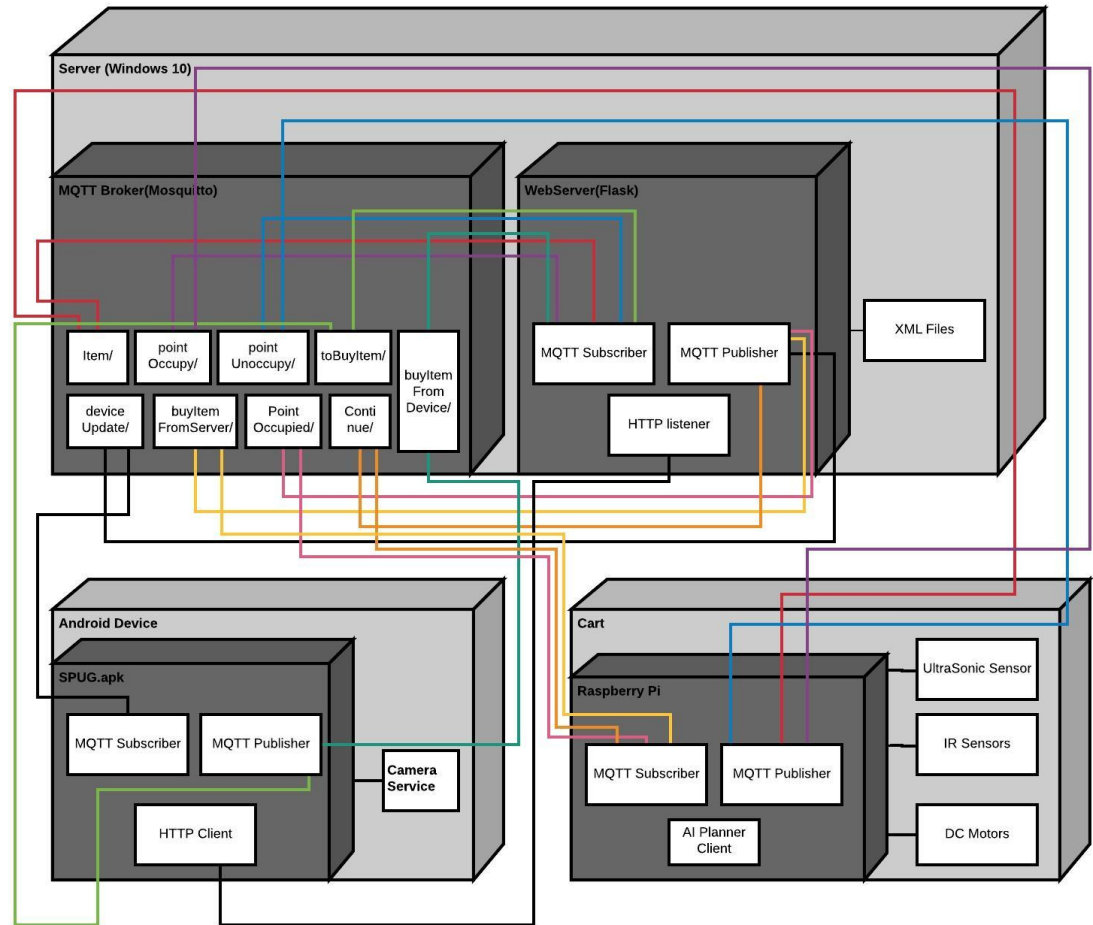 Server (Windows 10)
MQTT Broker(Mosquitto)
WebServer(Flask)
Item/
point
Occupy/
point
Unoccupy/
toBuyItem/
buyItem
From
Device/
device
Update/
buyItem
FromServer/
Point
Occupied/
Conti
nue/
MQTT Subscriber
MQTT Publisher
HTTP listener
XML Files
Android Device
SPUG.apk
MQTT Subscriber
MQTT Publisher
HTTP Client
Camera
Service
Cart
Raspberry Pi
MQTT Subscriber
MQTT Publisher
AI Planner
Client
UltraSonic Sensor
IR Sensors
DC Motors